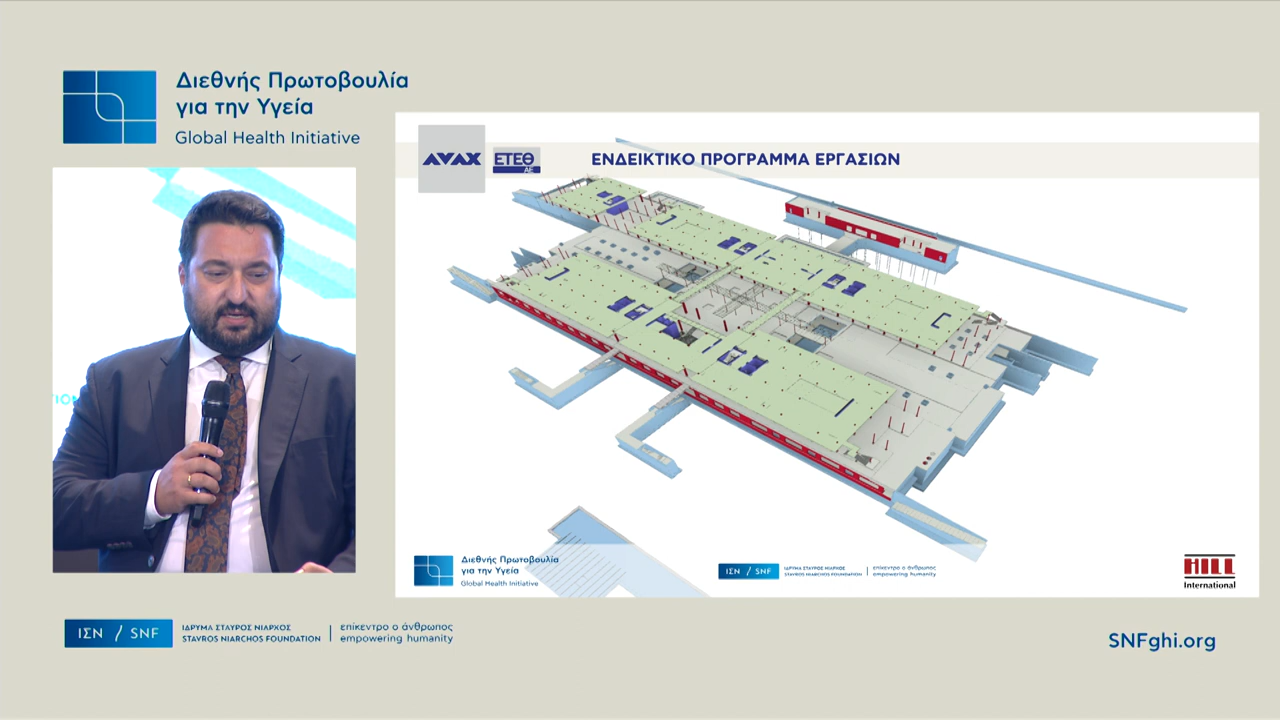 Διεθνής Πρωτοβουλία
για την Υγεία
Global Health Initiative
AVAX
ΕΤΕΘ
ΑΕ
ΕΝΔΕΙΚΤΙΚΟ ΠΡΟΓΡΑΜΜΑ ΕΡΓΑΣΙΩΝ
Διεθνής Πρωτοβουλία
για την Υγεία
Global Health Initiative
ΙΣΝ / SNF
ΙΔΡΥΜΑ ΣΤΑΥΡΟΣ ΝΙΑΡΧΟΣ
STAVROS NIARCHOS FOUNDATION
επίκεντρο ο άνθρωπος
empowering humanity
HILL
International
ΙΣΝ / SNF
ΙΔΡΥΜΑ ΣΤΑΥΡΟΣ ΝΙΑΡΧΟΣ
STAVROS NIARCHOS FOUNDATION
επίκεντρο ο άνθρωπος
empowering humanity
SNFghi.org